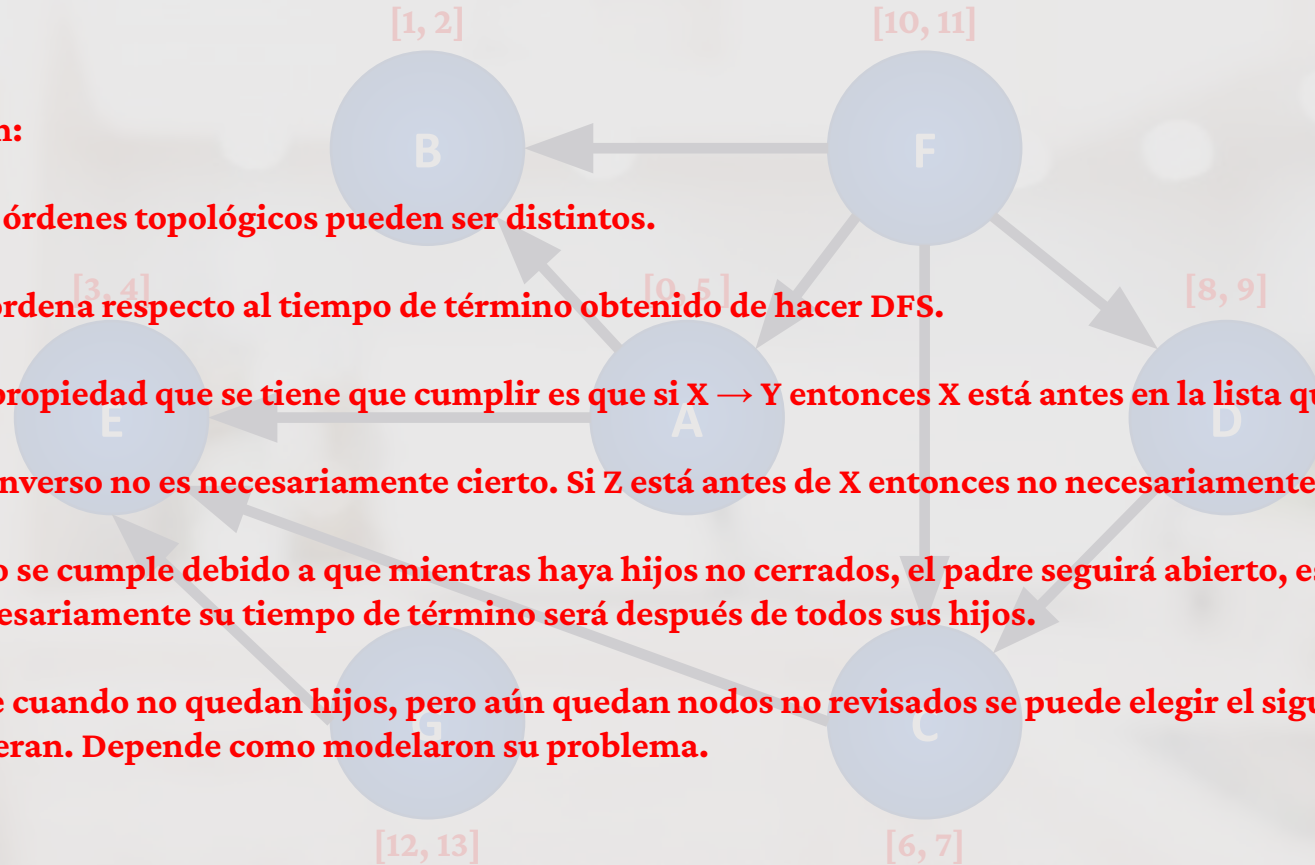 [1, 2] [10, 11]
n:
B F
órdenes topológicos pueden ser distintos.
[3, 4] [0, 5] [8, 9]
ordena respecto al tiempo de término obtenido de hacer DFS.
propiedad que se tiene que cumplir es que si X → Y entonces X está antes en la lista qu
E A D
nverso no es necesariamente cierto. Si Z está antes de X entonces no necesariamente
o se cumple debido a que mientras haya hijos no cerrados, el padre seguirá abierto, es
esariamente su tiempo de término será después de todos sus hijos.
e cuando no quedan hijos, pero aún quedan nodos no revisados se puede elegir el sigu
G C
eran. Depende como modelaron su problema.
[12, 13] [6, 7]